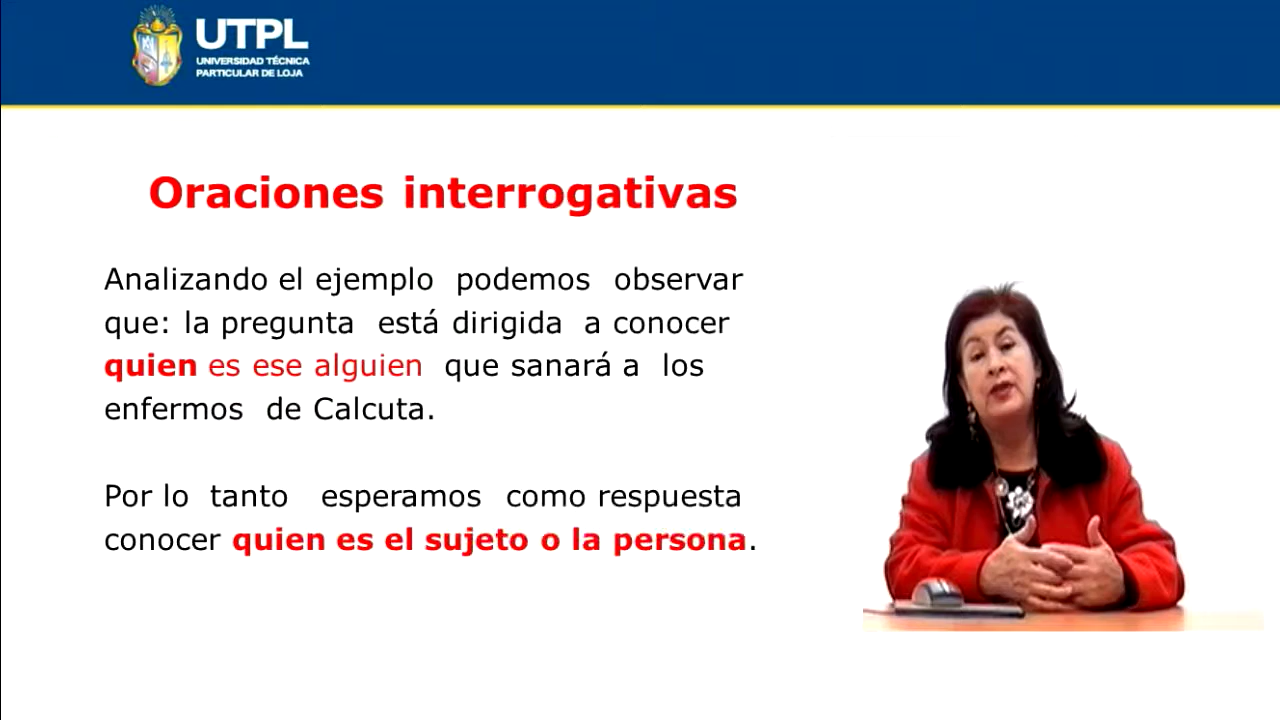 UTPL
UNIVERSIDAD TÉCNICA
PARTICULAR DE LOJA
Oraciones interrogativas
Analizando el ejemplo podemos observar
que: la pregunta está dirigida a conocer
quien es ese alguien que sanará a los
enfermos de Calcuta.
Por lo tanto esperamos como respuesta
conocer quien es el sujeto o la persona.